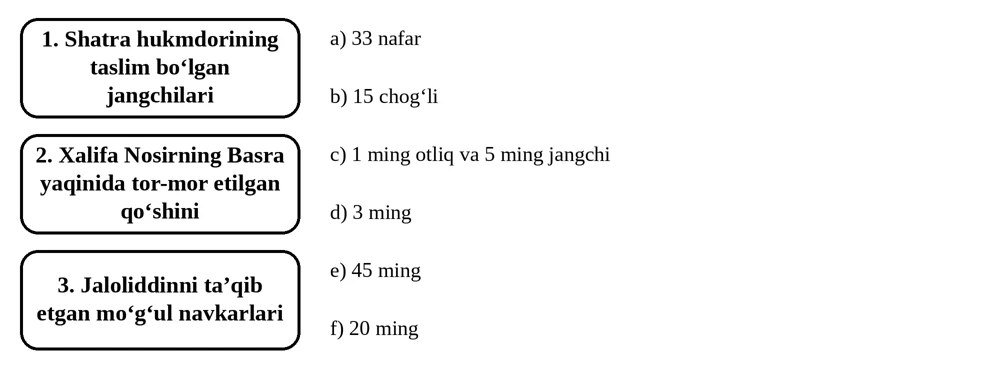 1. Shatra hukmdorining
taslim bo‘lgan
jangchilari
2. Xalifa Nosirning Basra
yaqinida tor-mor etilgan
qo‘shini
3. Jaloliddinni ta’qib
etgan mo‘g‘ul navkarlari
a) 33 nafar
b) 15 chog‘li
c) 1 ming otliq va 5 ming jangchi
d) 3 ming
e) 45 ming
f) 20 ming